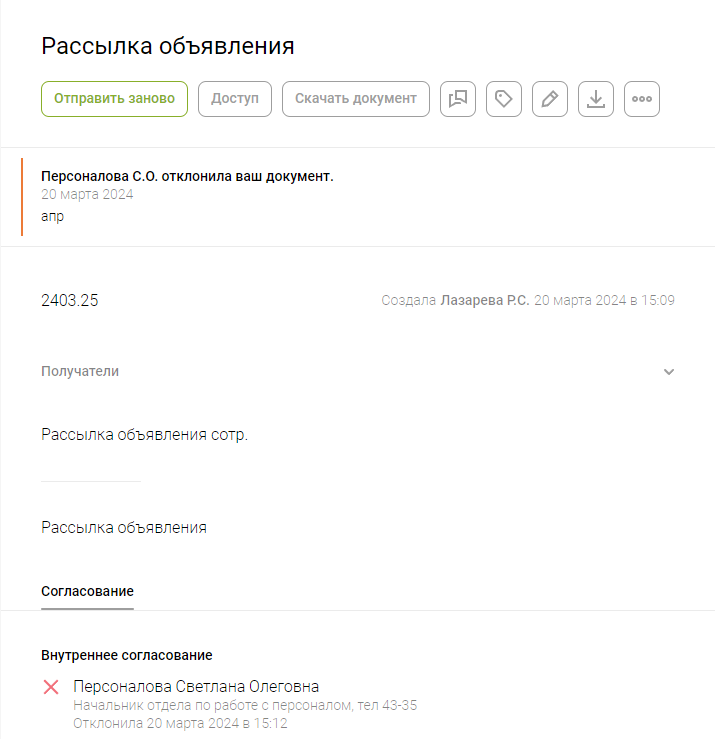 Рассылка объявления
Отправить заново Доступ Скачать документ
Персоналова С.О. отклонила ваш документ.
20 марта 2024
апр
2403.25 Создала Лазарева Р.С. 20 марта 2024 в 15:09
Получатели
Рассылка объявления сотр.
Рассылка объявления
Согласование
Внутреннее согласование
Персоналова Светлана Олеговна
Начальник отдела по работе с персоналом, тел 43-35
Отклонила 20 марта 2024 в 15:12